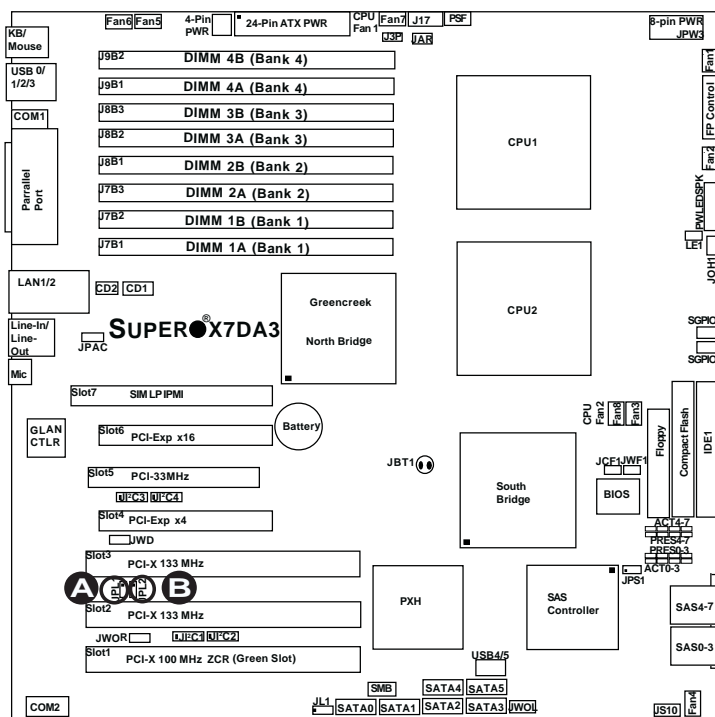 KB/
Mouse
Fan6
Fan5
4-Pin
PWR
24-Pin ATX PWR
CPU
Fan 1
Fan7
J17
PSF
J3P
JAR
8-pin PWR
JPW3
USB 0/
1/2/3
COM1
Parrallel
Port
J9B2
DIMM 4B (Bank 4)
J9B1
DIMM 4A (Bank 4)
J8B3
DIMM 3B (Bank 3)
J8B2
DIMM 3A (Bank 3)
J8B1
DIMM 2B (Bank 2)
J7B3
DIMM 2A (Bank 2)
J7B2
DIMM 1B (Bank 1)
J7B1
DIMM 1A (Bank 1)
CPU1
Fan1
FP Control
Fan2
PWLEDSPK
LE1
JOH1
LAN1/2
CD2
CD1
Greencreek
North Bridge
CPU2
SUPER●®X7DA3
Line-In/
Line-
Out
JPAC
Mic
SGPIO
SGPIO
Slot7
SIMLP IPMI
GLAN
CTLR
Slot6
PCI-Exp x16
Battery
CPU
Fan2
Fan8
Fan3
Floppy
Compact Flash
IDE1
Slot5
PCI-33MHz
JBT1
South
Bridge
JCF1
JWF1
BIOS
JI²C3
JI²C4
Slot4
PCI-Exp x4
JWD
ACT4-7
PRES4-7
PRES0-3
ACT0-3
Slot3
PCI-X 133 MHz
A
JPL1
JPL2
B
PXH
SAS
Controller
JPS1
SAS4-7
Slot2
PCI-X 133 MHz
JWOR
JI²C1
JI²C2
SAS0-3
Slot1
PCI-X 100 MHz ZCR (Green Slot)
USB4/5
COM2
SMB
SATA4
SATA5
JL1
SATA0
SATA1
SATA2
SATA3
JWOL
JS10
Fan4